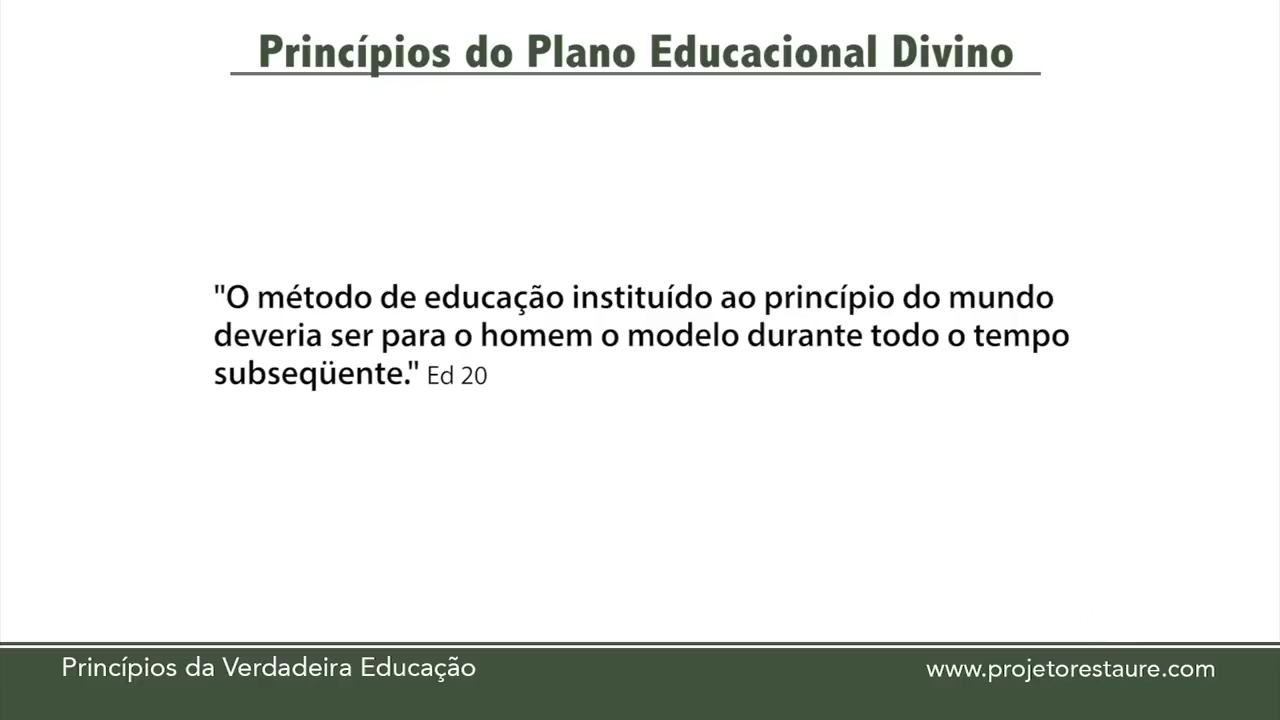 Princípios do Plano Educacional Divino
"O método de educação instituído ao princípio do mundo
deveria ser para o homem o modelo durante todo o tempo
subseqüente." Ed 20
Princípios da Verdadeira Educação
www.projetorestaure.com